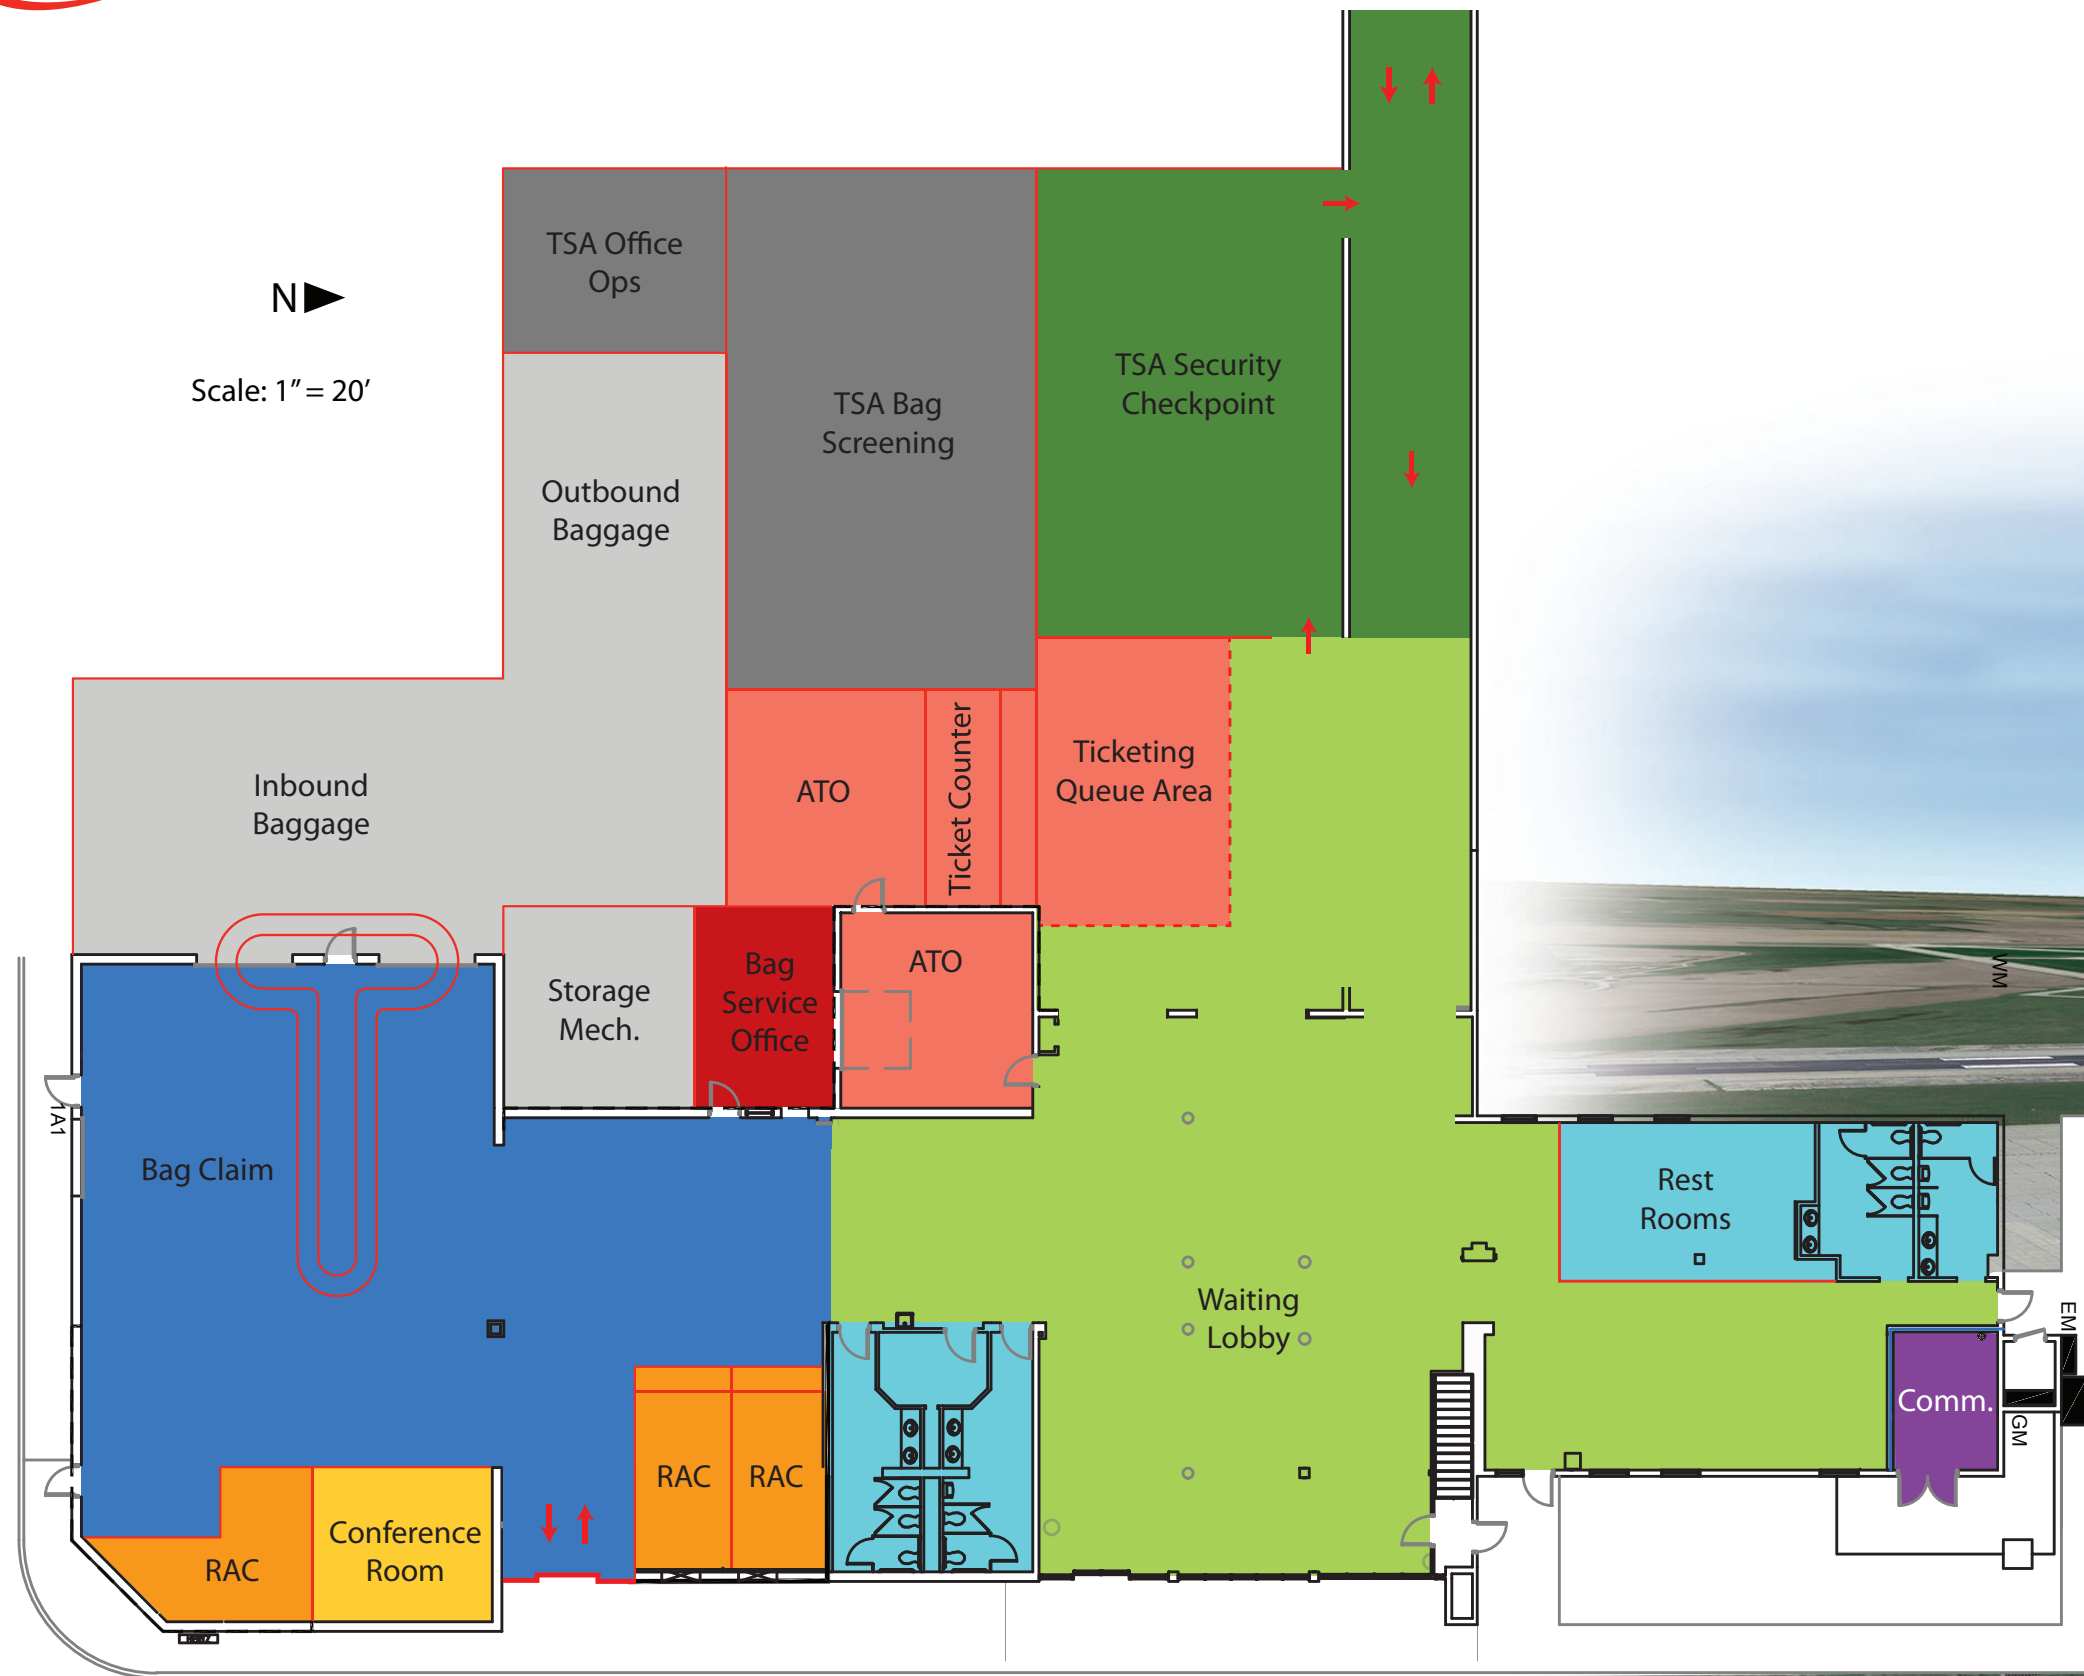 TSA Office
Ops
N
Scale: 1” = 20’
TSA Security
Checkpoint
TSA Bag
Screening
Outbound
Baggage
Ticket Counter
Ticketing
Queue Area
ATO
Inbound
Baggage
ATO
Bag
Service
Office
Storage
Mech.
WM
1A1
Bag Claim
Rest
Rooms
Waiting
Lobby
EM
Comm.
GM
RAC
RAC
Conference
Room
RAC